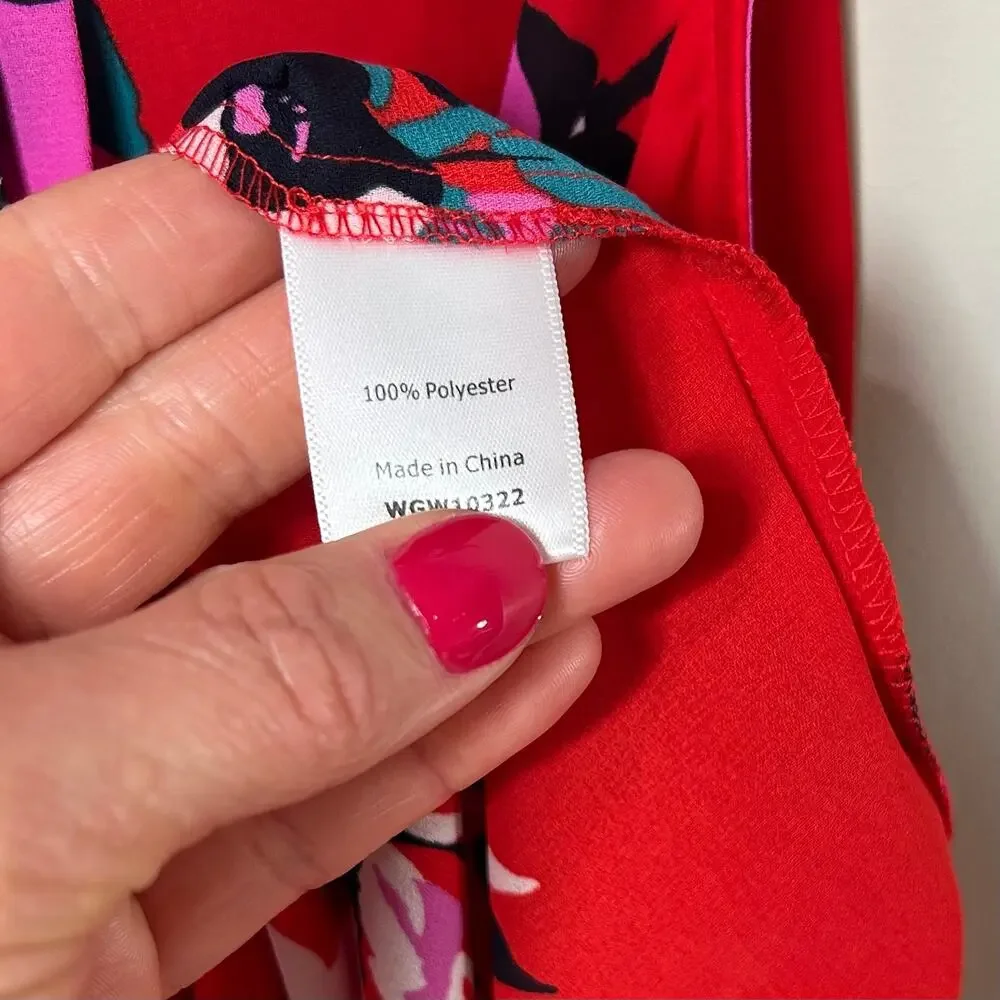 100% Polyester
Made in China
WGW10322